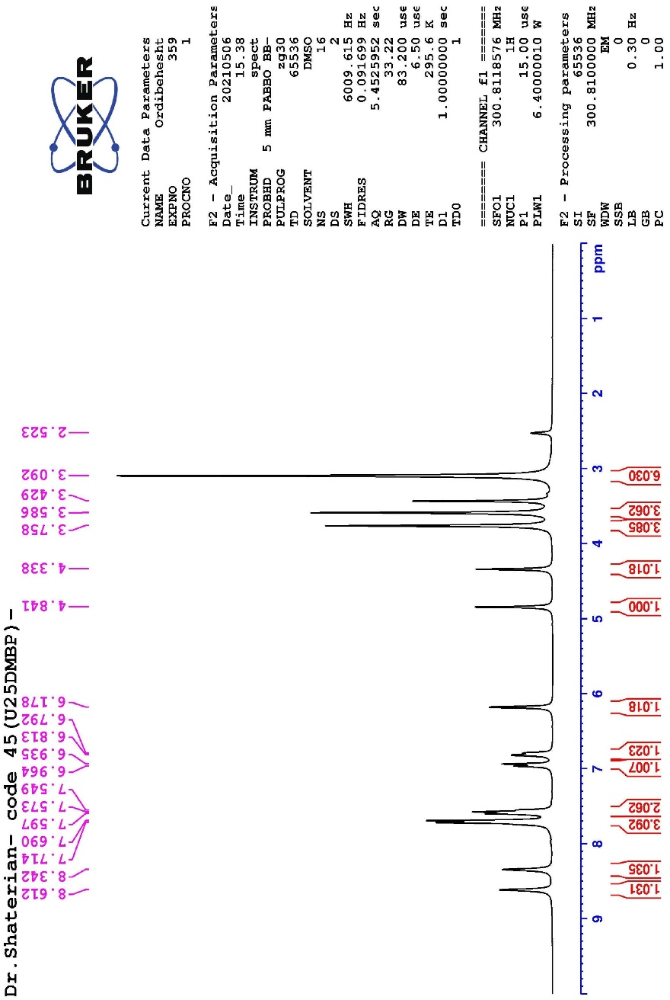 Dr.Shaterian- code 45(U25DMBP)-
8.612
8.342
7.714
7.690
7.597
7.573
7.549
6.964
6.935
6.813
6.792
6.178
4.841
4.338
3.758
3.586
3.429
3.092
2.523
BRUKER
Current Data Parameters
NAME Ordibehesht
EXPNO 359
PROCNO 1
F2 - Acquisition Parameters
Date_ 20210506
Time 15.38
INSTRUM spect
PROBHD 5 mm PABBO BB-
PULPROG zg30
TD 65536
SOLVENT DMSO
NS 16
DS 2
SWH 6009.615 Hz
FIDRES 0.091699 Hz
AQ 5.4525952 sec
RG 33.22
DW 83.200 use
DE 6.50 use
TE 295.6 K
D1 1.00000000 sec
TD0 1
======== CHANNEL f1 ========
SFO1 300.8118576 MHz
NUC1 1H
P1 15.00 use
PLW1 6.40000010 W
F2 - Processing parameters
SI 65536
SF 300.8100000 MHz
WDW EM
SSB 0
LB 0.30 Hz
GB 0
PC 1.00
9 8 7 6 5 4 3 2 1 ppm
1.031
1.035
3.092
2.062
1.007
1.023
1.018
1.000
1.018
3.085
3.062
6.030